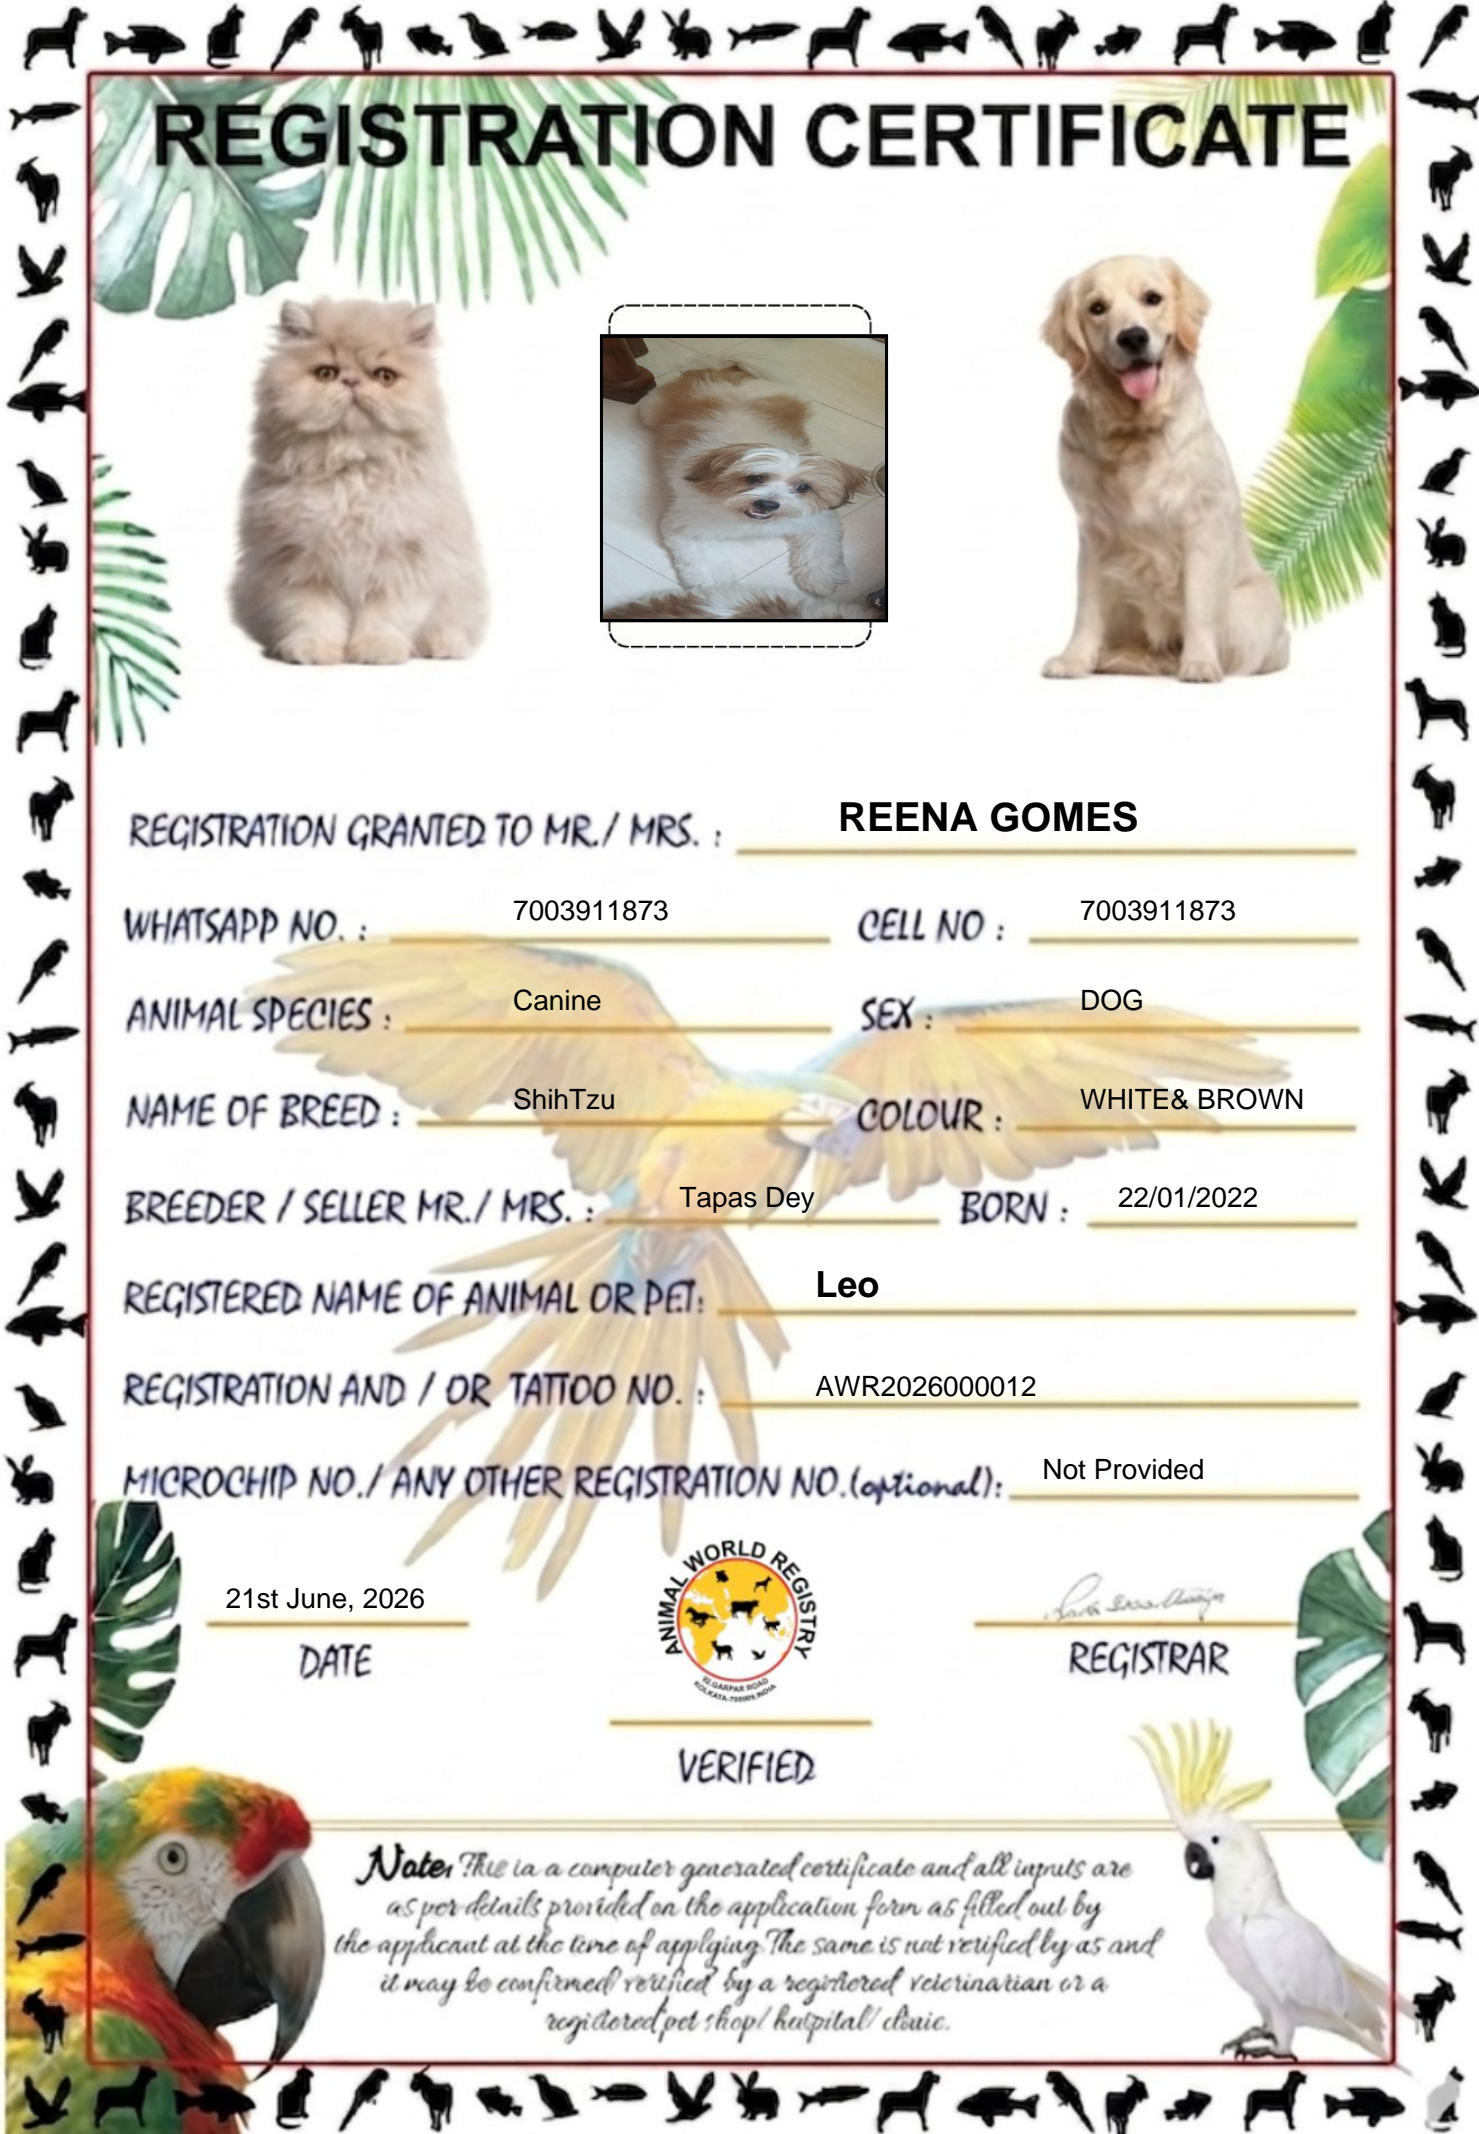 REGISTRATION CERTIFICATE
REGISTRATION GRANTED TO MR./ MRS. : REENA GOMES
WHATSAPP NO. : 7003911873 CELL NO : 7003911873
ANIMAL SPECIES : Canine SEX : DOG
NAME OF BREED : ShihTzu COLOUR : WHITE& BROWN
BREEDER / SELLER MR./ MRS. : Tapas Dey BORN : 22/01/2022
REGISTERED NAME OF ANIMAL OR PET: Leo
REGISTRATION AND / OR TATTOO NO. : AWR2026000012
MICROCHIP NO./ ANY OTHER REGISTRATION NO.(optional): Not Provided
21st June, 2026
DATE
ANIMAL WORLD REGISTRY
92,GARPAR ROAD
KOLKATA-700009,INDIA
REGISTRAR
VERIFIED
Note: This is a computer generated certificate and all inputs are
as per details provided on the application form as filled out by
the applicant at the time of applying.The same is not verified by us and
it may be confirmed/ verified by a registered veterinarian or a
registered pet shop/ hospital/ clinic.